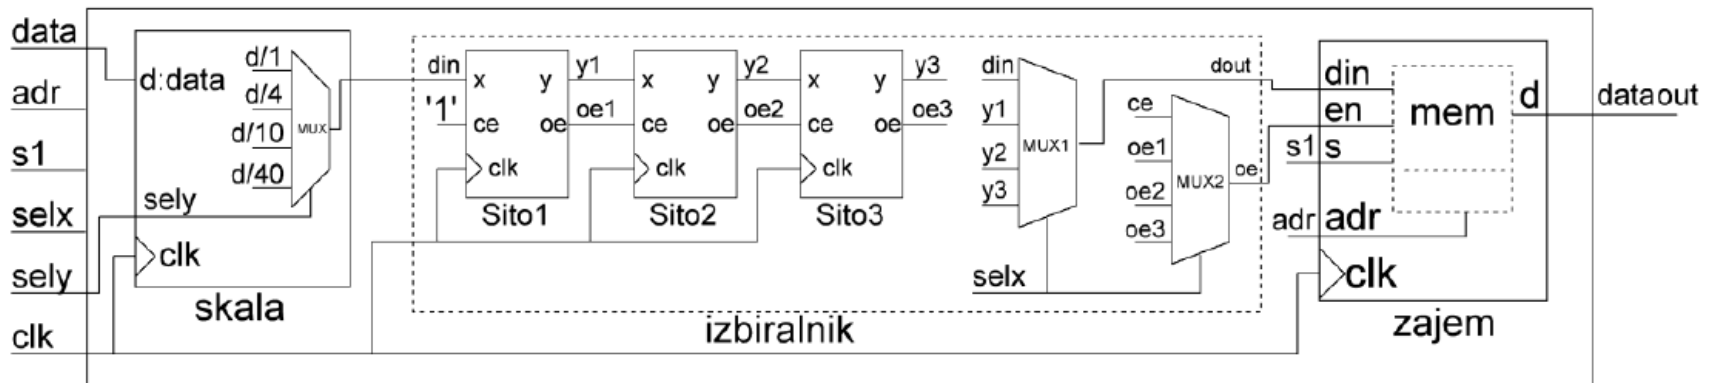 data
adr
s1
selx
sely
clk
d:data
d/1
d/4
d/10
d/40
MUX
sely
clk
skala
din
'1'
x y
ce oe
clk
Sito1
y1
oe1
x y
ce oe
clk
Sito2
y2
oe2
x y
ce oe
clk
Sito3
y3
oe3
din
y1
y2
y3
MUX1
selx
dout
ce
oe1
oe2
oe3
MUX2
oe
izbiralnik
din
en
s1 s
adr adr
clk
mem
d
zajem
dataout